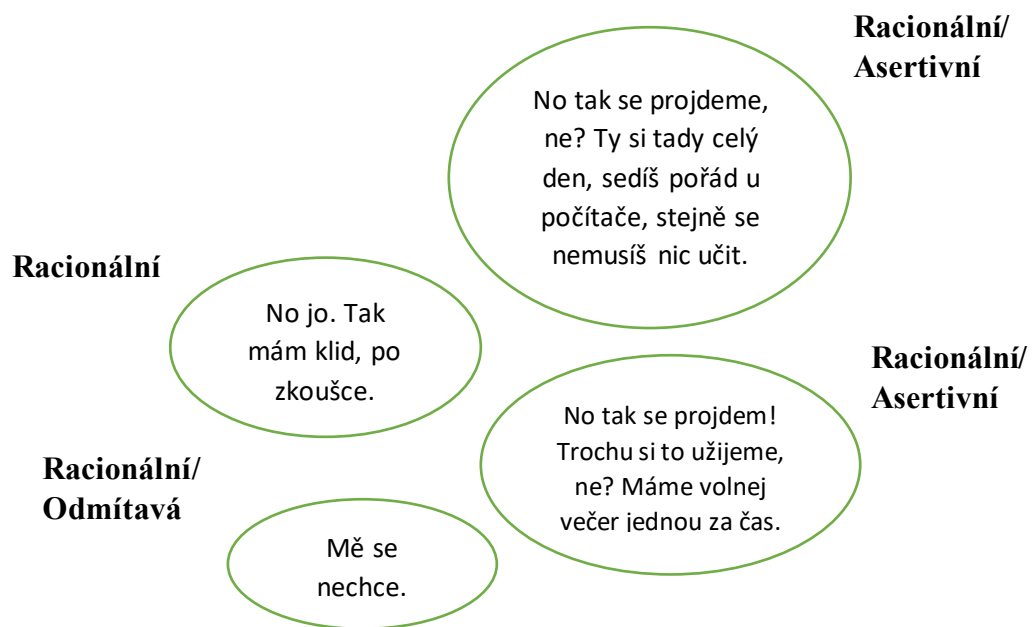 Racionální/
Asertivní
No tak se projdeme,
ne? Ty si tady celý
den, sedíš pořád u
počítače, stejně se
nemusíš nic učit.
Racionální
No jo. Tak
mám klid, po
zkoušce.
Racionální/
Asertivní
No tak se projdem!
Trochu si to užijeme,
ne? Máme volnej
večer jednou za čas.
Racionální/
Odmítavá
Mě se
nechce.